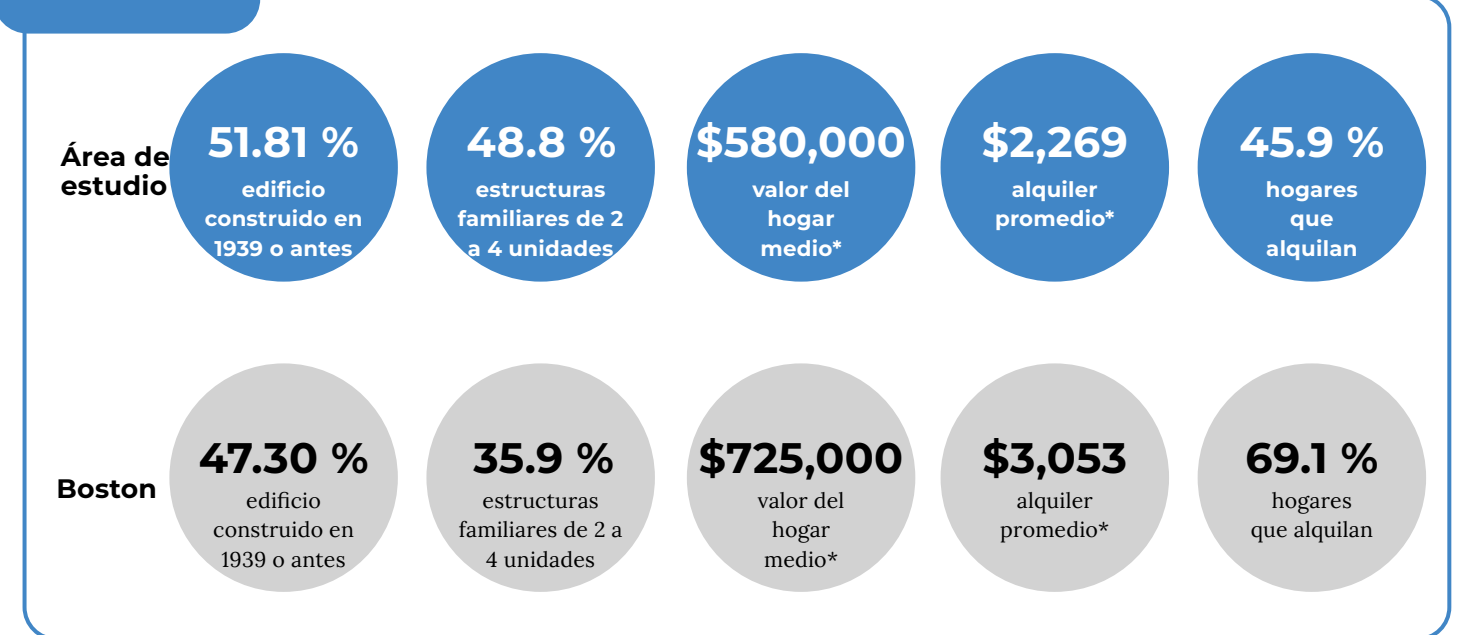 Área de
estudio
51.81 %
edificio
construido en
1939 o antes
48.8 %
estructuras
familiares de 2
a 4 unidades
$580,000
valor del
hogar
medio*
$2,269
alquiler
promedio*
45.9 %
hogares
que
alquilan
Boston
47.30 %
edificio
construido en
1939 o antes
35.9 %
estructuras
familiares de 2 a
4 unidades
$725,000
valor del
hogar
medio*
$3,053
alquiler
promedio*
69.1 %
hogares
que alquilan